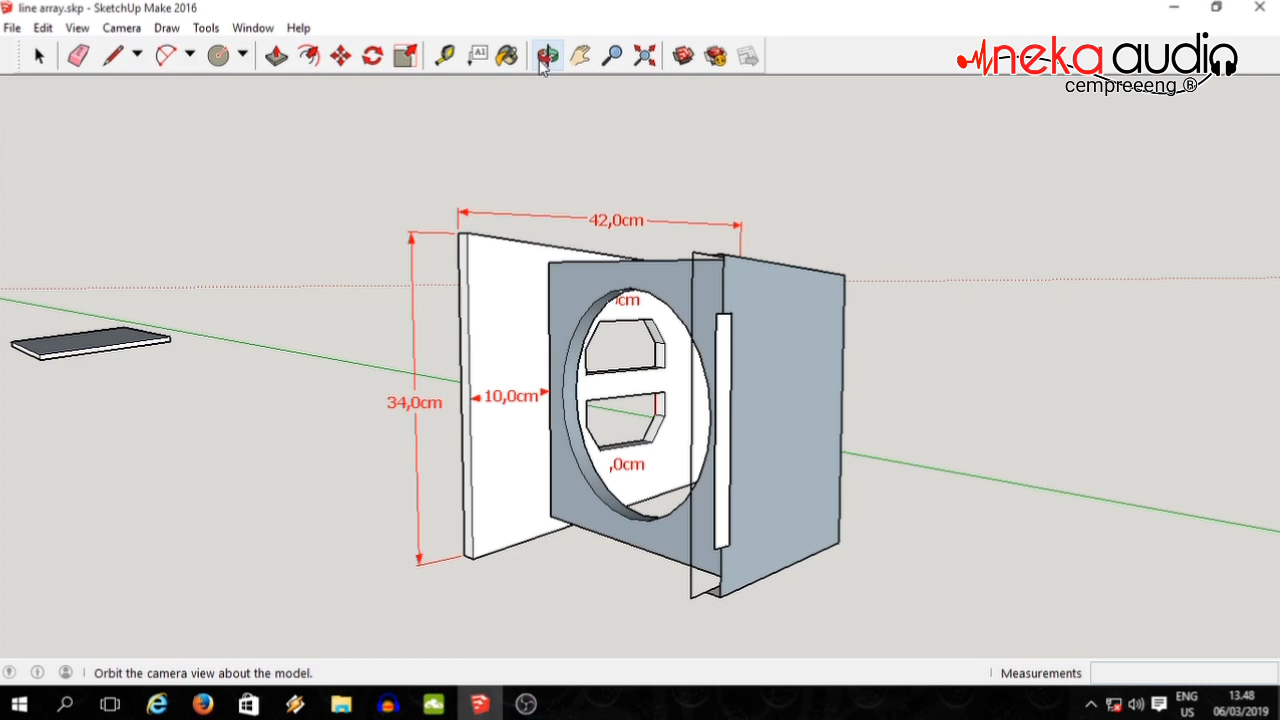 line array.skp - SketchUp Make 2016
File Edit View Camera Draw Tools Window Help
A1
neka audio
cempreeeng ®
42,0cm
cm
10,0cm
34,0cm
,0cm
Orbit the camera view about the model.
Measurements
ENG
US
13.48
06/03/2019